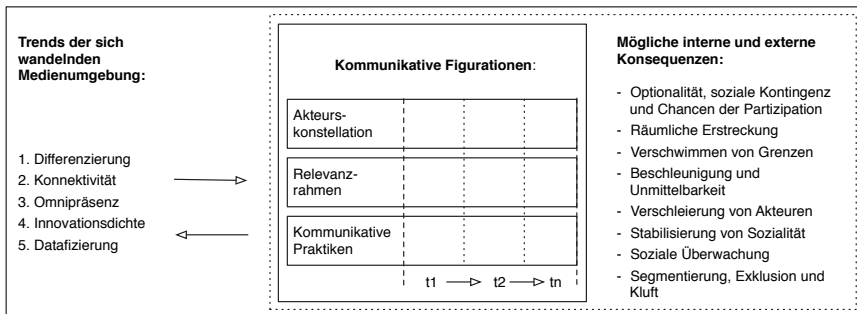 Trends der sich
wandelnden
Medienumgebung:
1. Differenzierung
2. Konnektivität
3. Omnipräsenz
4. Innovationsdichte
5. Datafizierung
Kommunikative Figurationen:
Akteurs-
konstellation
Relevanz-
rahmen
Kommunikative
Praktiken
t1 t2 tn
Mögliche interne und externe
Konsequenzen:
- Optionalität, soziale Kontingenz
und Chancen der Partizipation
- Räumliche Erstreckung
- Verschwimmen von Grenzen
- Beschleunigung und
Unmittelbarkeit
- Verschleierung von Akteuren
- Stabilisierung von Sozialität
- Soziale Überwachung
- Segmentierung, Exklusion und
Kluft